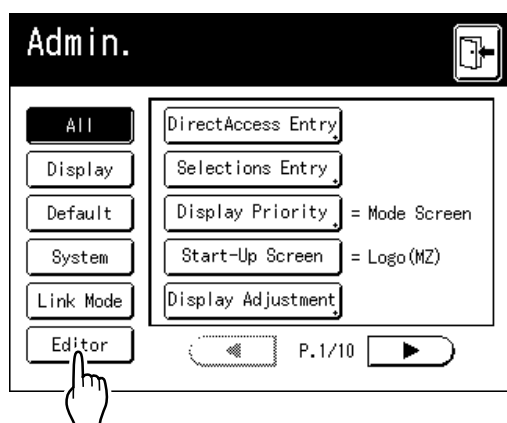 Admin.
All
DirectAccess Entry
Display
Selections Entry
Default
Display Priority = Mode Screen
System
Start-Up Screen = Logo(MZ)
Link Mode
Display Adjustment
Editor
P.1/10